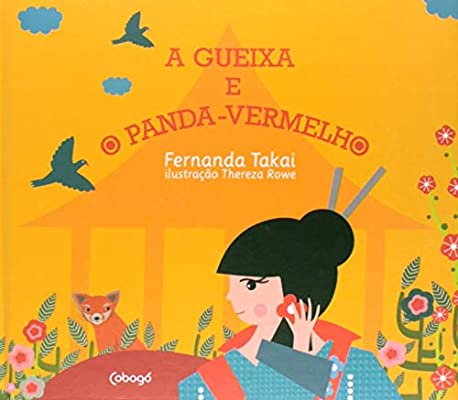 A GUEIXA
E
O PANDA-VERMELHO
Fernanda Takai
ilustração Thereza Rowe
Cobogó